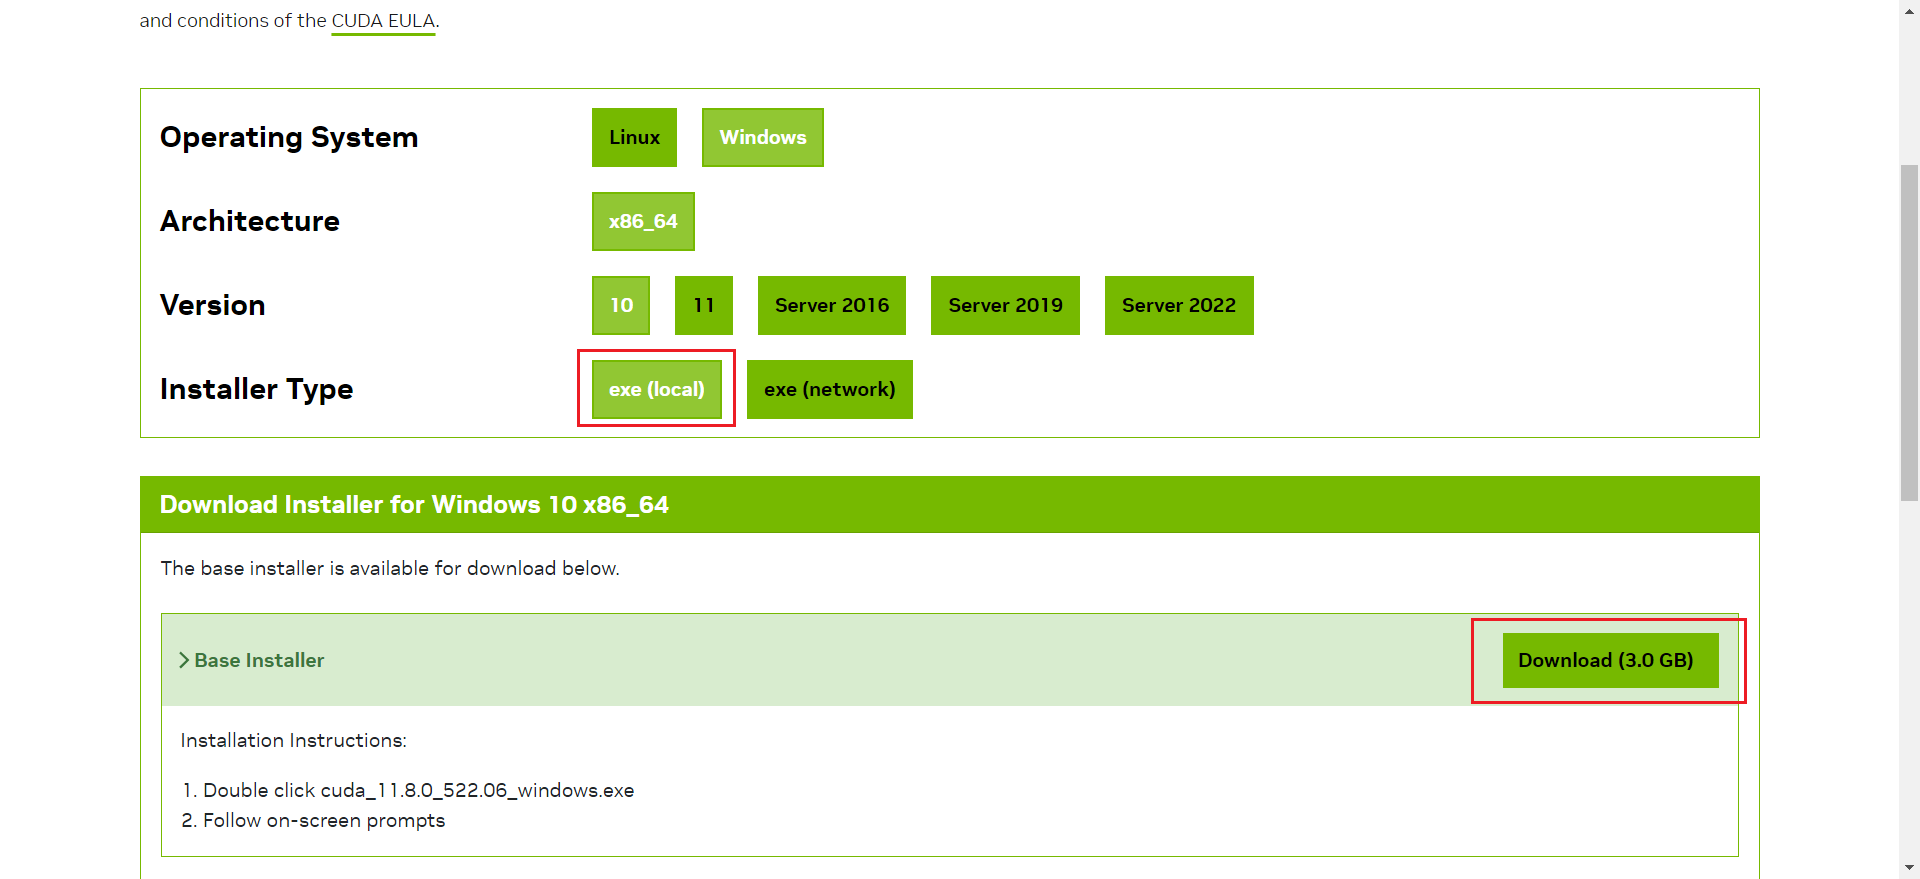 and conditions of the CUDA EULA.
Operating System Linux Windows
Architecture x86_64
Version 10 11 Server 2016 Server 2019 Server 2022
Installer Type exe (local) exe (network)
Download Installer for Windows 10 x86_64
The base installer is available for download below.
Base Installer Download (3.0 GB)
Installation Instructions:
1. Double click cuda_11.8.0_522.06_windows.exe
2. Follow on-screen prompts